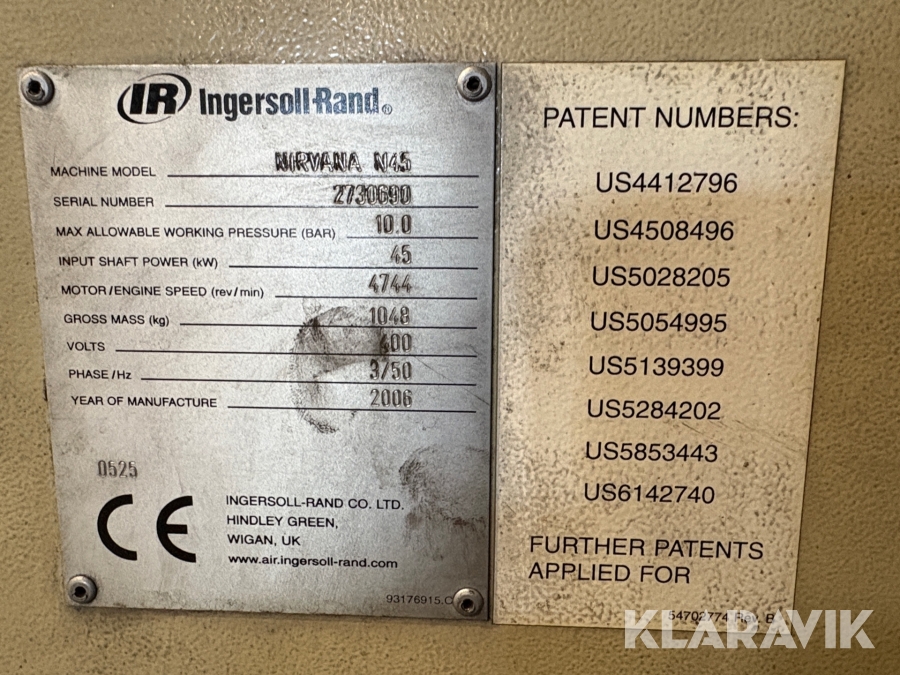 IR Ingersoll-Rand®
MACHINE MODEL NIRVANA N45
SERIAL NUMBER 2730690
MAX ALLOWABLE WORKING PRESSURE (BAR) 10.0
INPUT SHAFT POWER (kW) 45
MOTOR/ENGINE SPEED (rev/min) 4744
GROSS MASS (kg) 1048
VOLTS 400
PHASE/Hz 3/50
YEAR OF MANUFACTURE 2006
0525
CE
INGERSOLL-RAND CO. LTD.
HINDLEY GREEN,
WIGAN, UK
www.air.ingersoll-rand.com
93176915.C
PATENT NUMBERS:
US4412796
US4508496
US5028205
US5054995
US5139399
US5284202
US5853443
US6142740
FURTHER PATENTS
APPLIED FOR
54702774 Rev. B
KLARAVIK